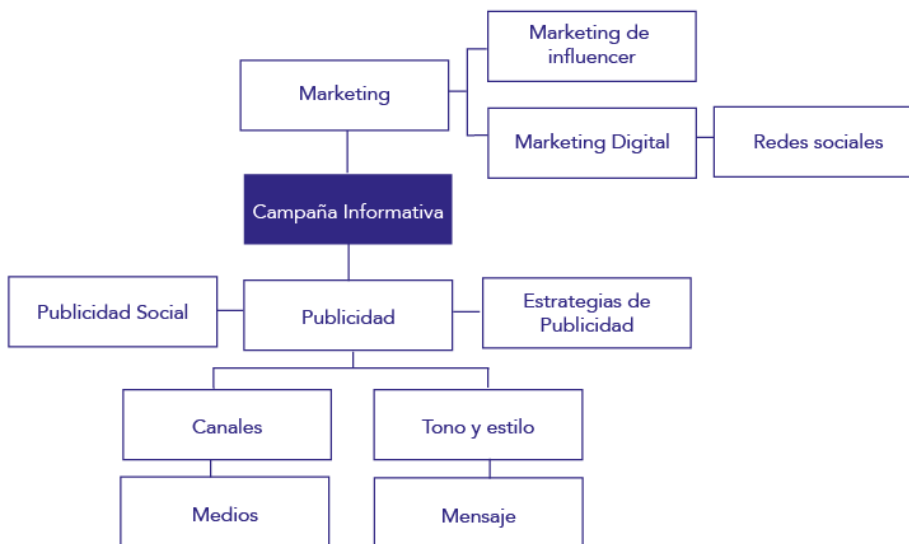 Marketing de
influencer
Marketing
Marketing Digital
Redes sociales
Campaña Informativa
Publicidad Social
Publicidad
Estrategias de
Publicidad
Canales
Tono y estilo
Medios
Mensaje